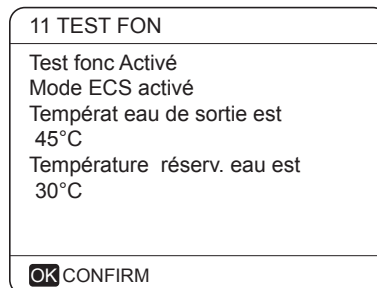 11 TEST FON
Test fonc Activé
Mode ECS activé
Températ eau de sortie est
45°C
Température réserv. eau est
30°C
OK CONFIRM